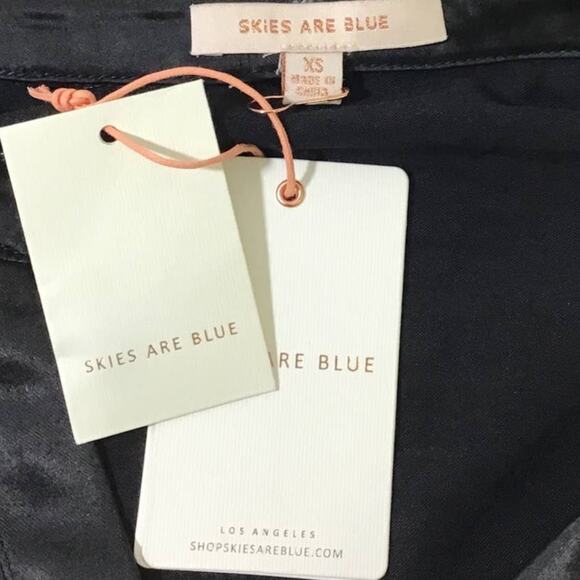 SKIES ARE BLUE
XS
MADE IN
CHINA
SKIES ARE BLUE
RE BLUE
LOS ANGELES
SHOPSKIESAREBLUE.COM